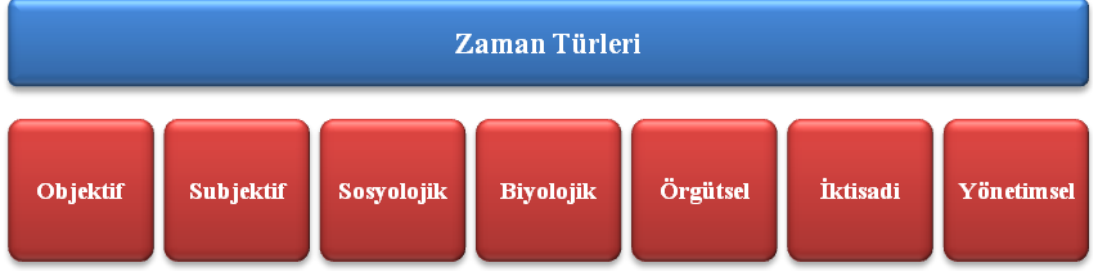 Zaman Türleri
Objektif
Subjektif
Sosyolojik
Biyolojik
Örgütsel
İktisadi
Yönetimsel